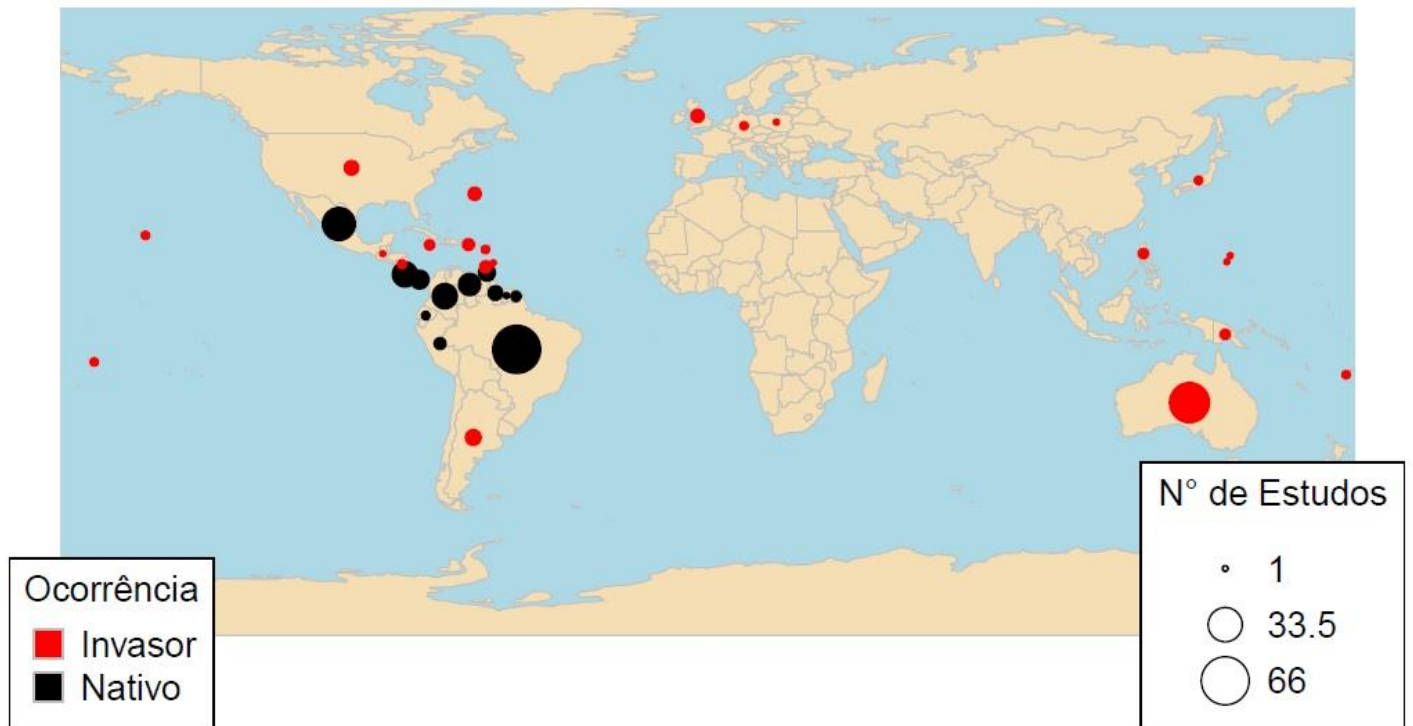 Ocorrência
Invasor
Nativo
N° de Estudos
1
33.5
66